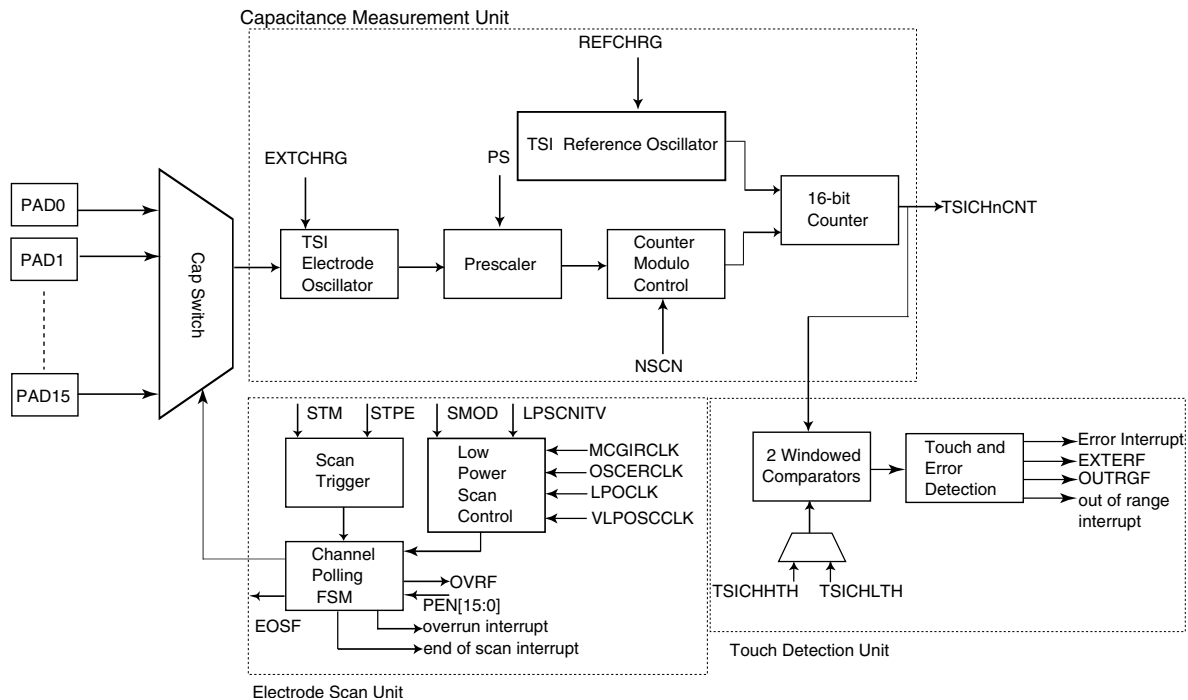 Capacitance Measurement Unit
REFCHRG
TSI Reference Oscillator
EXTCHRG
PS
PAD0
PAD1
PAD15
Cap Switch
TSI
Electrode
Oscillator
Prescaler
Counter
Modulo
Control
16-bit
Counter
TSICHnCNT
NSCN
STM
STPE
SMOD
LPSCNITV
Scan
Trigger
Low
Power
Scan
Control
MCGIRCLK
OSCERCLK
LPOCLK
VLPOSCCLK
Channel
Polling
FSM
OVRF
PEN[15:0]
EOSF
overrun interrupt
end of scan interrupt
Electrode Scan Unit
2 Windowed
Comparators
Touch and
Error
Detection
Error Interrupt
EXTERF
OUTRGF
out of range
interrupt
TSICHHTH
TSICHLTH
Touch Detection Unit